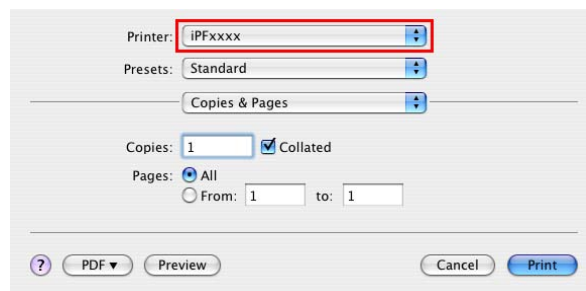 Printer: iPFxxxx
Presets: Standard
Copies & Pages
Copies: 1 Collated
Pages: All
From: 1 to: 1
? PDF▼ Preview Cancel Print